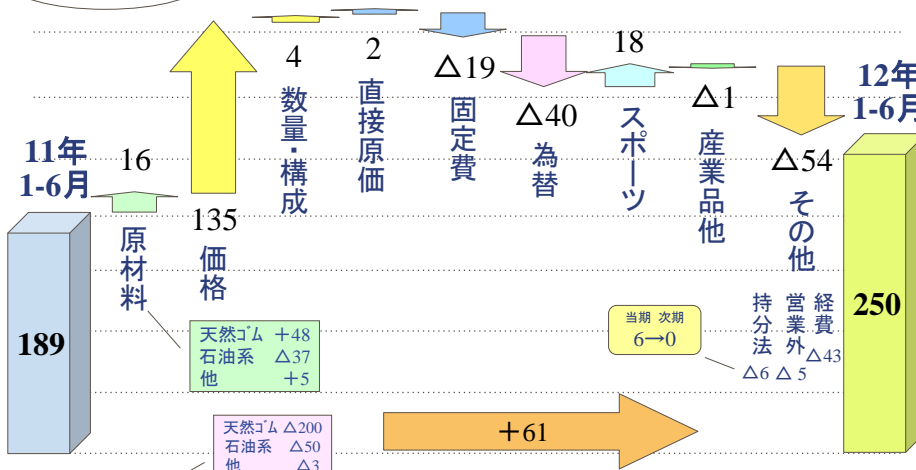 11年
1-6月
189
16
原材料
135
価格
4
数量・構成
2
直接原価
△19
固定費
△40
為替
18
スポーツ
△1
産業品他
△54
その他
12年
1-6月
250
天然ｺﾞﾑ ＋48
石油系 △37
他 +5
当期 次期
6→0
持分法
△6
営業外
△ 5
経費
△43
天然ｺﾞﾑ △200
石油系 △50
他 △3
＋61